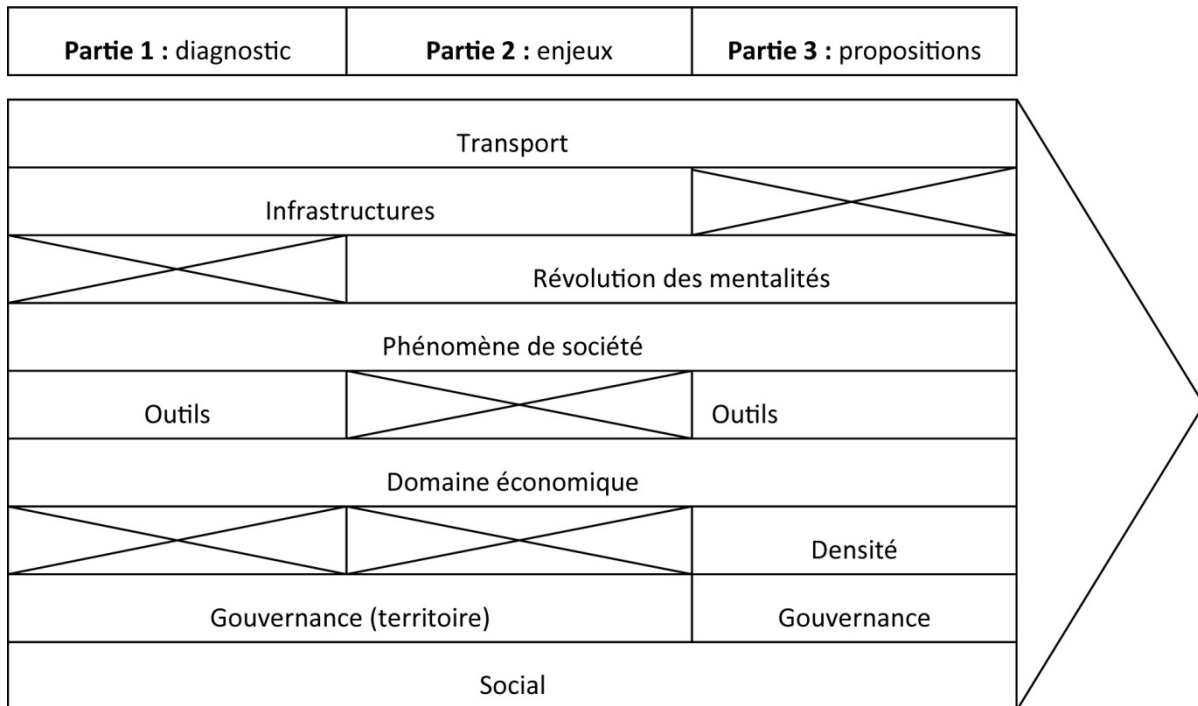 Partie 1 : diagnostic Partie 2 : enjeux Partie 3 : propositions
Transport
Infrastructures
Révolution des mentalités
Phénomène de société
Outils Outils
Domaine économique
Densité
Gouvernance (territoire) Gouvernance
Social